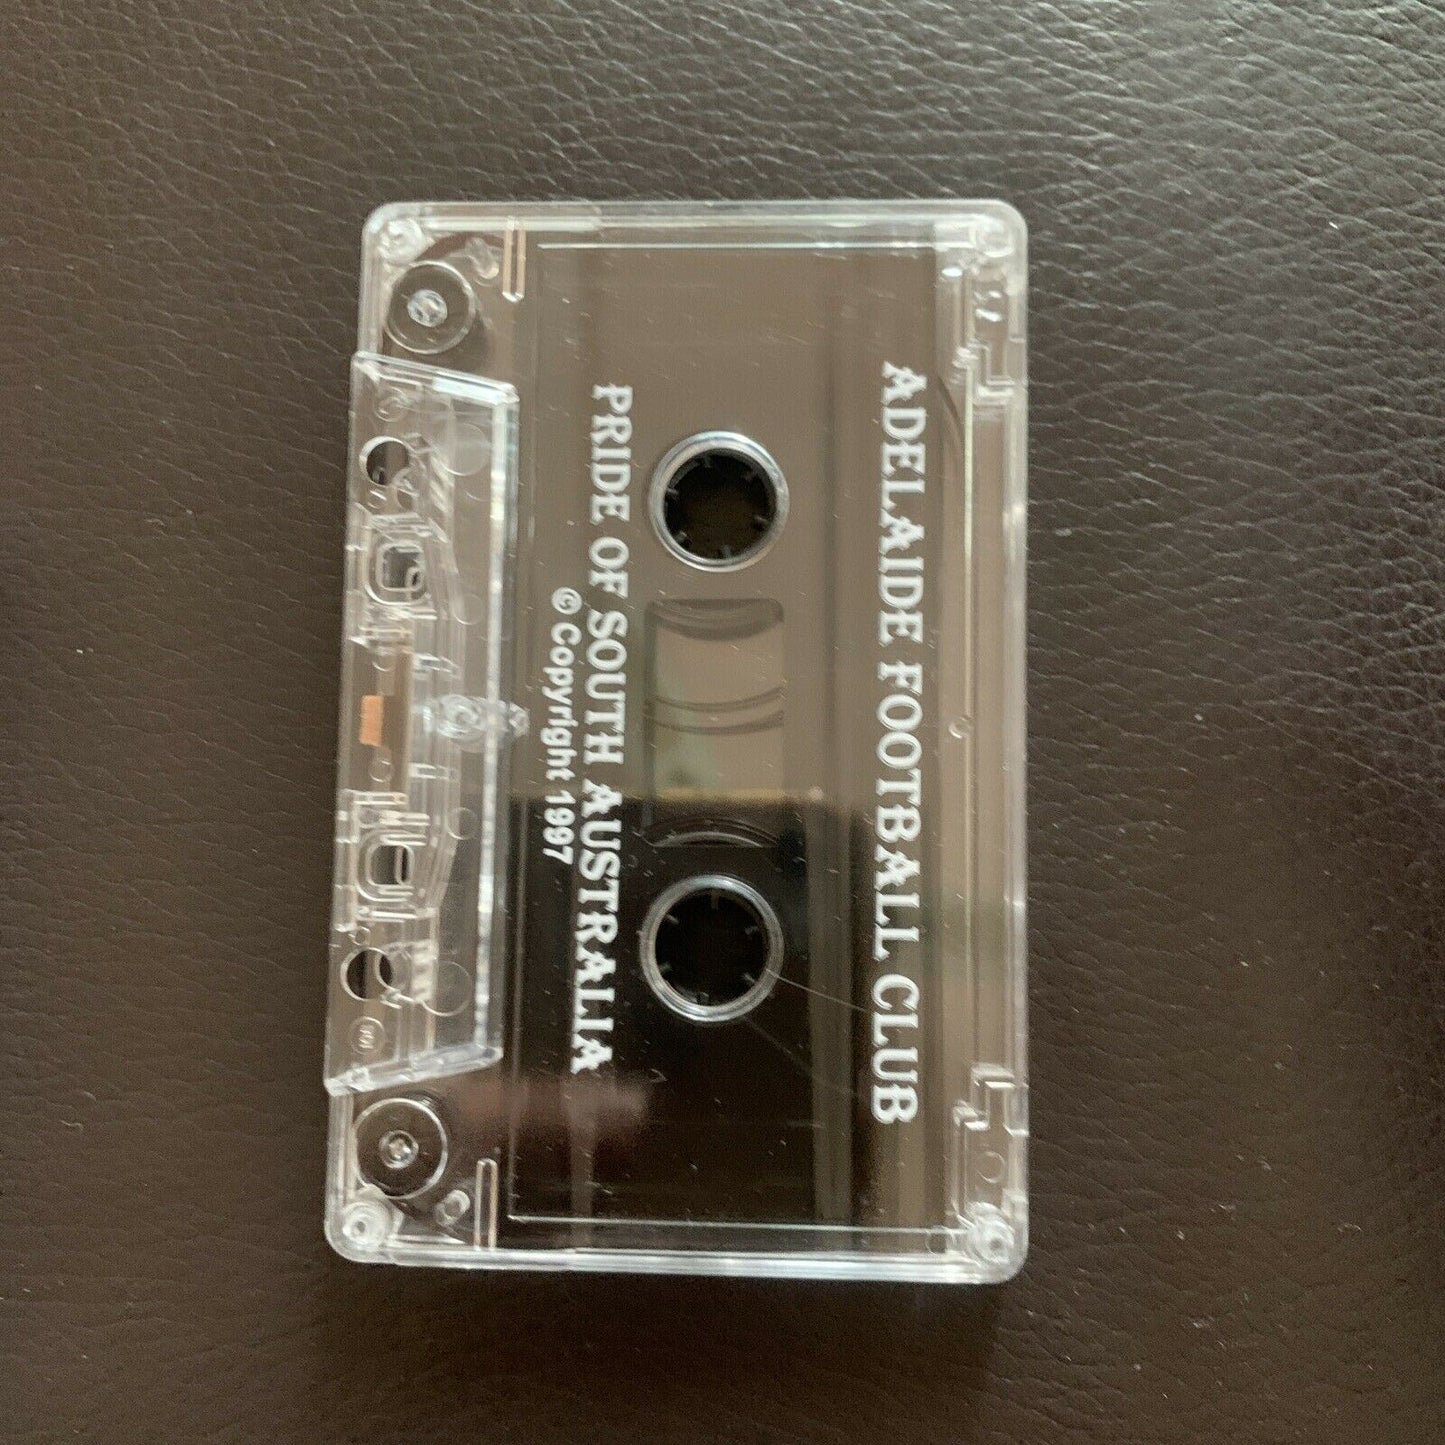 ADELAIDE FOOTBALL CLUB
PRIDE OF SOUTH AUSTRALIA
© Copyright 1997